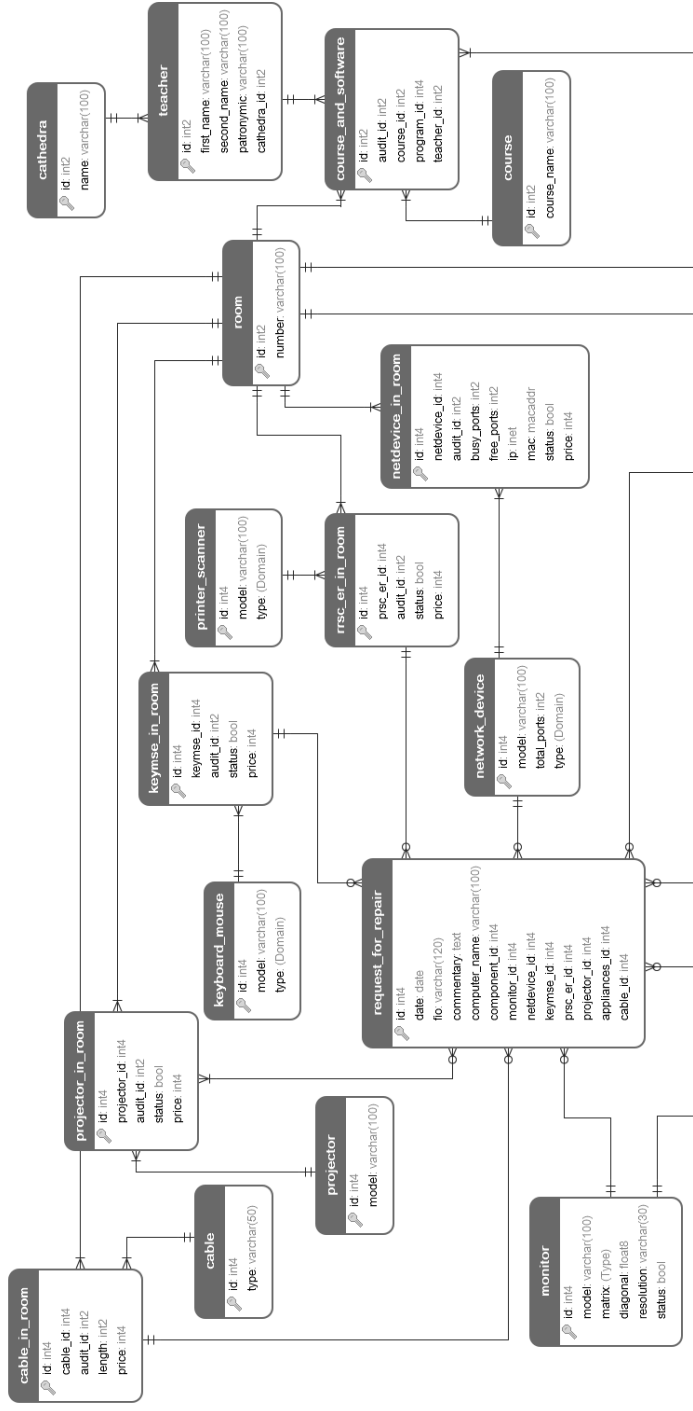 cathedra
id: int2
name: varchar(100)
teacher
id: int2
first_name: varchar(100)
second_name: varchar(100)
patronymic: varchar(100)
cathedra_id: int2
course_and_software
id: int2
audit_id: int2
course_id: int2
program_id: int4
teacher_id: int2
course
id: int2
course_name: varchar(100)
room
id: int2
number: varchar(100)
netdevice_in_room
id: int4
netdevice_id: int4
audit_id: int2
busy_ports: int2
free_ports: int2
ip: inet
mac: macaddr
status: bool
price: int4
printer_scanner
id: int4
model: varchar(100)
type: (Domain)
rrsc_er_in_room
id: int4
prsc_er_id: int4
audit_id: int2
status: bool
price: int4
keymse_in_room
id: int4
keymse_id: int4
audit_id: int2
status: bool
price: int4
network_device
id: int4
model: varchar(100)
total_ports: int2
type: (Domain)
keyboard_mouse
id: int4
model: varchar(100)
type: (Domain)
request_for_repair
id: int4
date: date
fio: varchar(120)
commentary: text
computer_name: varchar(100)
component_id: int4
monitor_id: int4
netdevice_id: int4
keymse_id: int4
prsc_er_id: int4
projector_id: int4
appliances_id: int4
cable_id: int4
projector_in_room
id: int4
projector_id: int4
audit_id: int2
status: bool
price: int4
projector
id: int4
model: varchar(100)
cable
id: int4
type: varchar(50)
cable_in_room
id: int4
cable_id: int4
audit_id: int2
length: int2
price: int4
monitor
id: int4
model: varchar(100)
matrix: (Type)
diagonal: float8
resolution: varchar(30)
status: bool